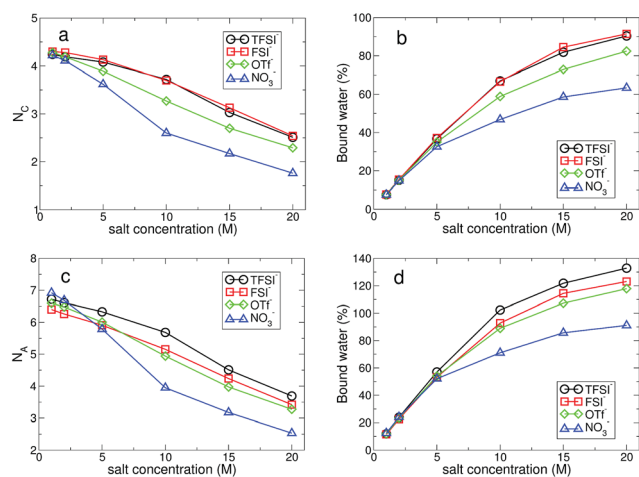 a
5
4
3
2
1
N_C
0
5
10
15
20
salt concentration (M)
TFSI⁻
FSI⁻
OTf⁻
NO₃⁻
b
100
80
60
40
20
0
Bound water (%)
0
5
10
15
20
salt concentration (M)
TFSI⁻
FSI⁻
OTf⁻
NO₃⁻
c
8
7
6
5
4
3
2
N_A
0
5
10
15
20
salt concentration (M)
TFSI⁻
FSI⁻
OTf⁻
NO₃⁻
d
140
120
100
80
60
40
20
0
Bound water (%)
0
5
10
15
20
salt concentration (M)
TFSI⁻
FSI⁻
OTf⁻
NO₃⁻